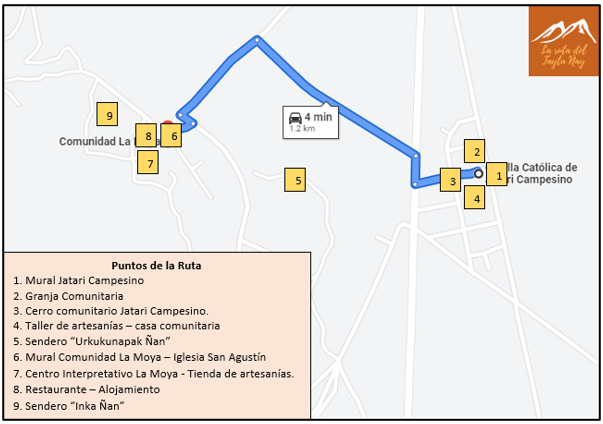 La ruta del
Tayta Ñay
9
8
6
Comunidad La
7
4 min
1.2 km
5
2
3
1
4
lla Católica de
ri Campesino
Puntos de la Ruta
1. Mural Jatari Campesino
2. Granja Comunitaria
3. Cerro comunitario Jatari Campesino.
4. Taller de artesanías – casa comunitaria
5. Sendero “Urkukunapak Ñan”
6. Mural Comunidad La Moya – Iglesia San Agustín
7. Centro Interpretativo La Moya - Tienda de artesanías.
8. Restaurante – Alojamiento
9. Sendero “Inka Ñan”